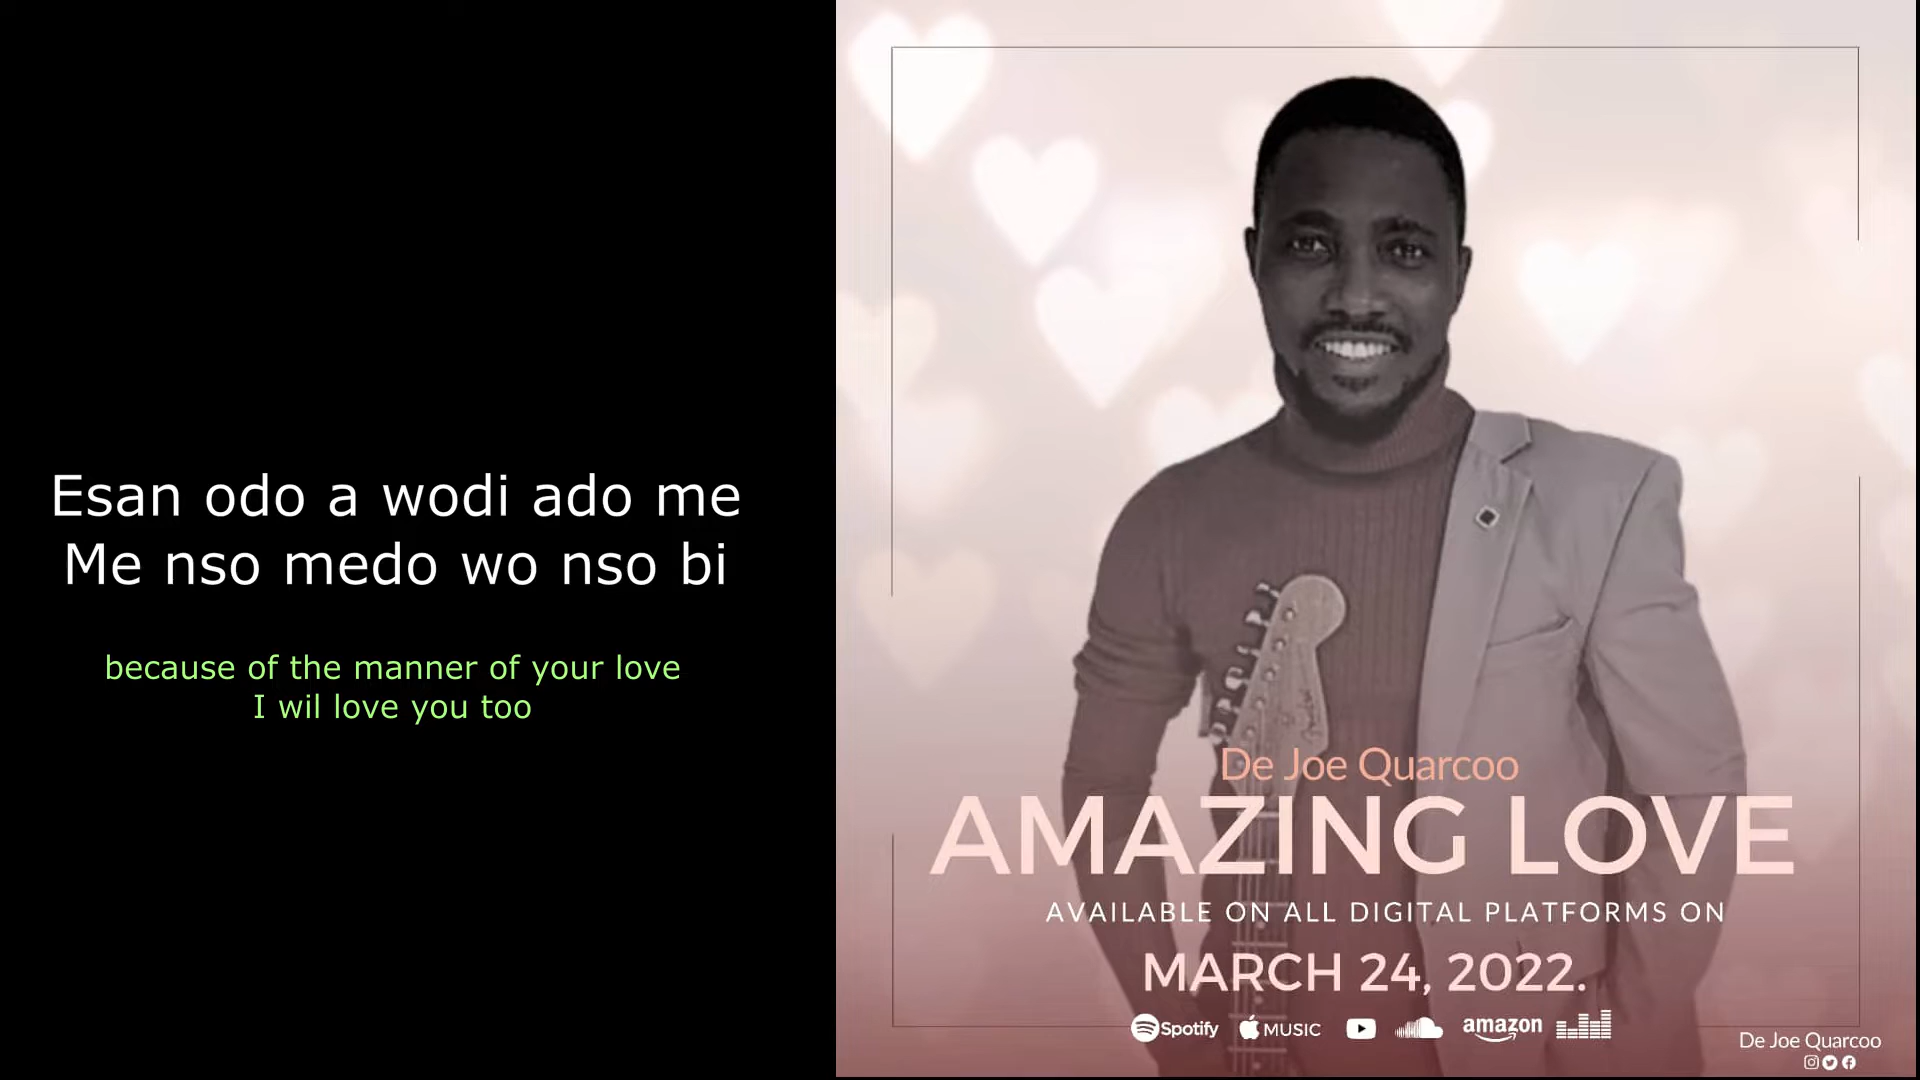 Esan odo a wodi ado me
Me nso medo wo nso bi
because of the manner of your love
I wil love you too
De Joe Quarcoo
AMAZING LOVE
AVAILABLE ON ALL DIGITAL PLATFORMS ON
MARCH 24, 2022.
Spotify MUSIC amazon
De Joe Quarcoo